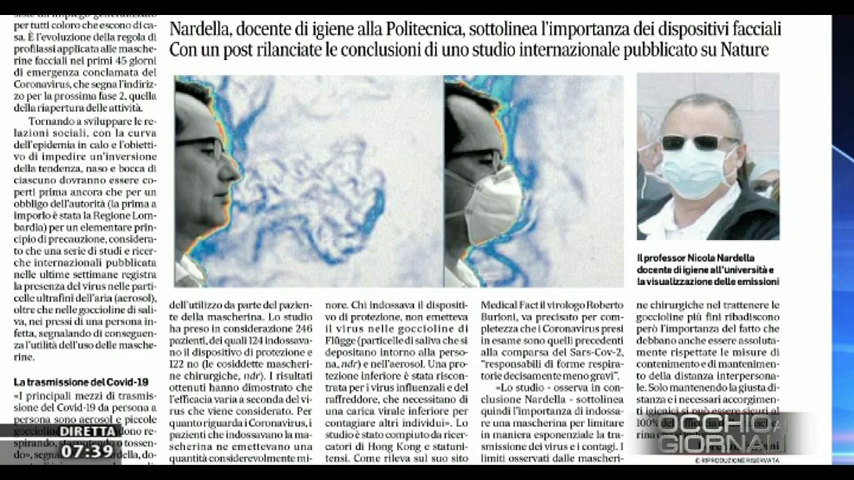 Nardella, docente di igiene alla Politecnica, sottolinea l'importanza dei dispositivi facciali
Con un post rilanciate le conclusioni di uno studio internazionale pubblicato su Nature
siste un impiego generalizzato
per tutti coloro che escono di ca-
sa. È l'evoluzione della regola di
profilassi applicata alle masche-
rine facciali nei primi 45 giorni
di emergenza conclamata del
Coronavirus, che segna l'indiriz-
zo per la prossima fase 2, quella
della riapertura delle attività.
Tornando a sviluppare le re-
lazioni sociali, con la curva
dell'epidemia in calo e l'obietti-
vo di impedire un'inversione
della tendenza, naso e bocca di
ciascuno dovranno essere co-
perti prima ancora che per un
obbligo dell'autorità (la prima a
imporlo è stata la Regione Lom-
bardia) per un elementare prin-
cipio di precauzione, considera-
to che una serie di studi e ricer-
che internazionali pubblicata
nelle ultime settimane registra
la presenza del virus nelle parti-
celle ultrafini dell'aria (aerosol),
oltre che nelle goccioline di sali-
va, nei pressi di una persona in-
fetta, segnalando di conseguen-
za l'utilità dell'uso delle masche-
rine.
La trasmissione del Covid-19
«I principali mezzi di trasmis-
sione del Covid-19 da persona a
persona sono aerosol e piccole
Il professor Nicola Nardella
docente di igiene all'università e
la visualizzazione delle emissioni
dell'utilizzo da parte del pazien-
te della mascherina. Lo studio
ha preso in considerazione 246
pazienti, dei quali 124 indossava-
no il dispositivo di protezione e
122 no (le cosiddette mascheri-
ne chirurgiche, ndr). I risultati
ottenuti hanno dimostrato che
l'efficacia varia a seconda del vi-
rus che viene considerato. Per
quanto riguarda i Coronavirus, i
pazienti che indossavano la ma-
scherina ne emettevano una
quantità considerevolmente mi-
nore. Chi indossava il dispositi-
vo di protezione, non emetteva
il virus nelle goccioline di
Flügge (particelle di saliva che si
depositano intorno alla perso-
na, ndr) e nell'aerosol. Una pro-
tezione inferiore è stata riscon-
trata per i virus influenzali e del
raffreddore, che necesitano di
una carica virale inferiore per
contagiare altri individui». Lo
studio è stato compiuto da ricer-
catori di Hong Kong e statuni-
tensi. Come rileva sul suo sito
Medical Fact il virologo Roberto
Burioni, va precisato per com-
pletezza che i Coronavirus presi
in esame sono quelli precedenti
alla comparsa del Sars-Cov-2,
"responsabili di forme respira-
torie decisamente meno gravi".
«Lo studio - osserva in con-
clusione Nardella - sottolinea
quindi l'importanza di indossa-
re una mascherina per limitare
in maniera esponenziale la tra-
smissione dei virus e i contagi. I
limiti osservati dalle mascheri-
ne chirurgiche nel trattenere le
goccioline più fini ribadiscono
però l'importanza del fatto che
debbano anche essere assoluta-
mente rispettate le misure di
contenimento e di mantenimen-
to della distanza interpersona-
le. Solo mantenendo la giusta di-
stanza e i necessari accorgimen-
ti igienici si può essere sicuri al
© RIPRODUZIONE RISERVATA
DIRETTA
07:39
OCCHIO AI
GIORNALI